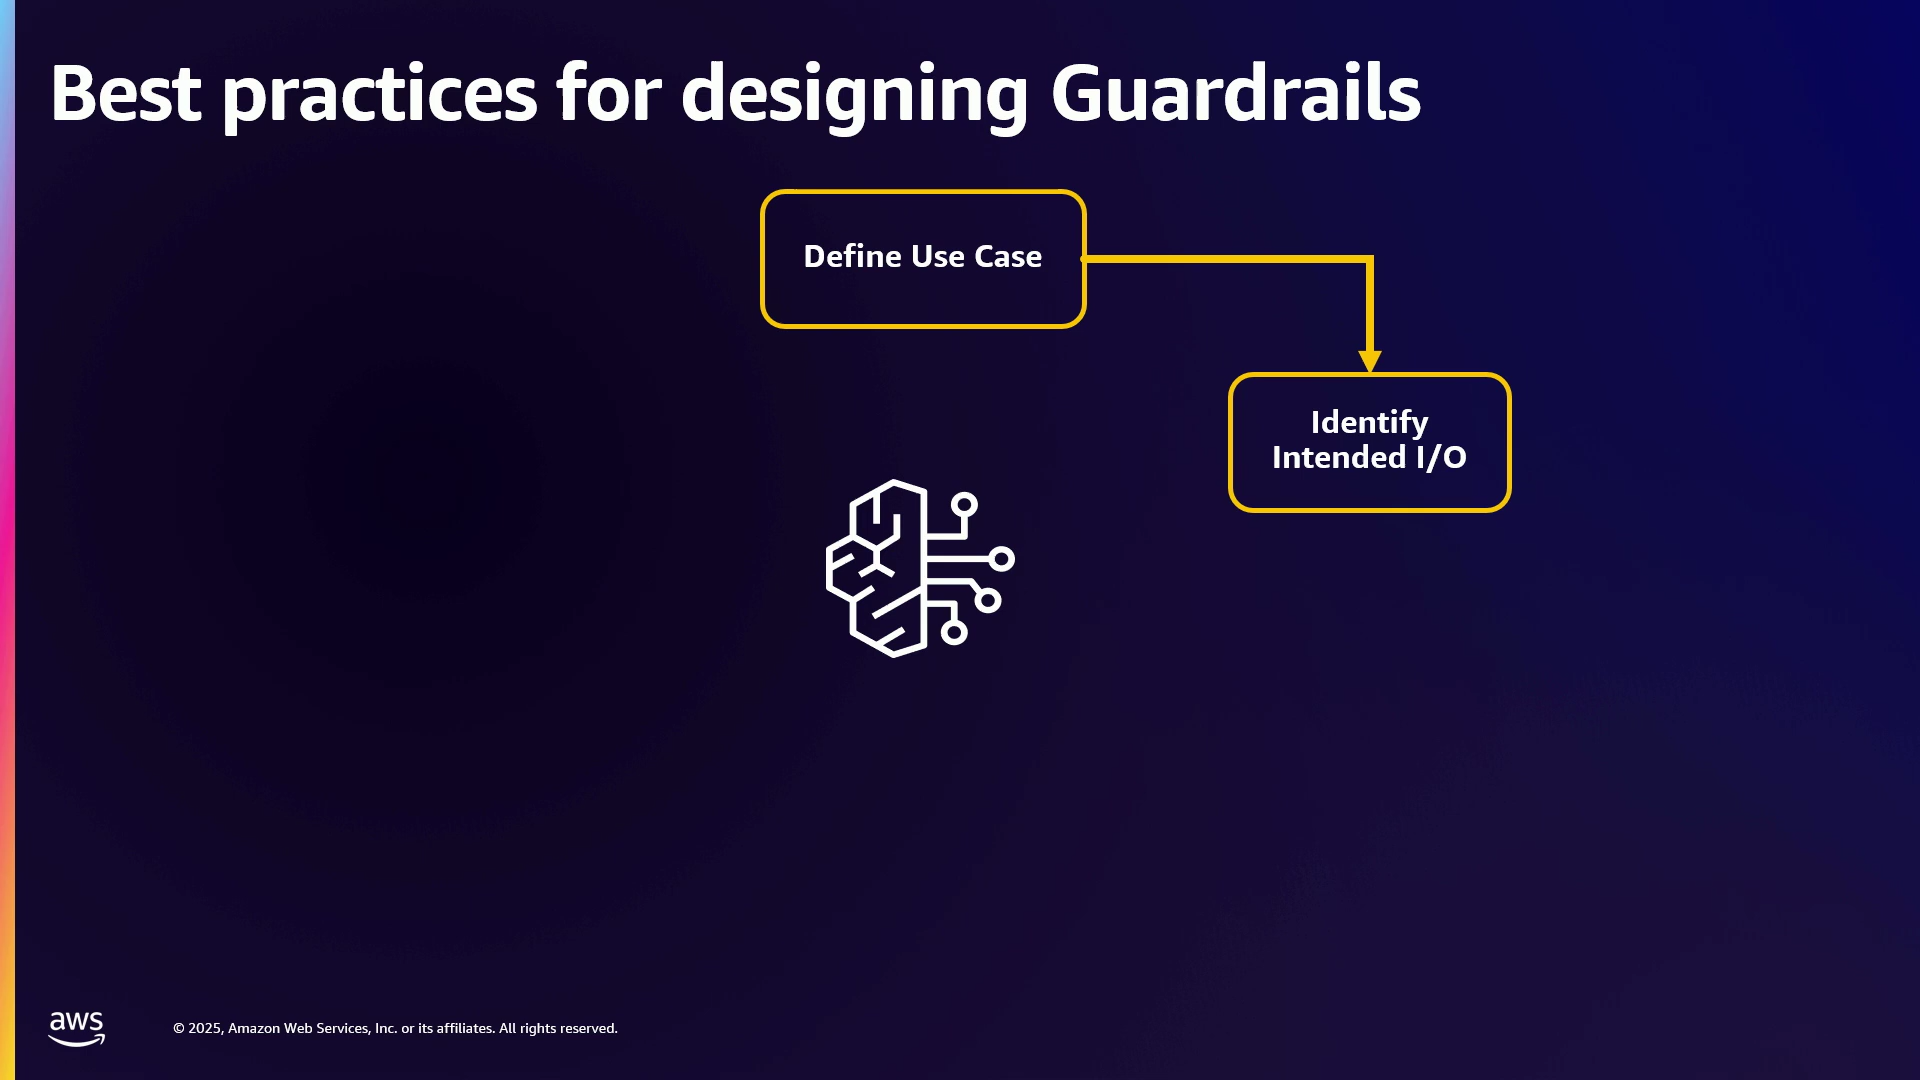 Best practices for designing Guardrails
Define Use Case
Identify
Intended I/O
aws
© 2025, Amazon Web Services, Inc. or its affiliates. All rights reserved.